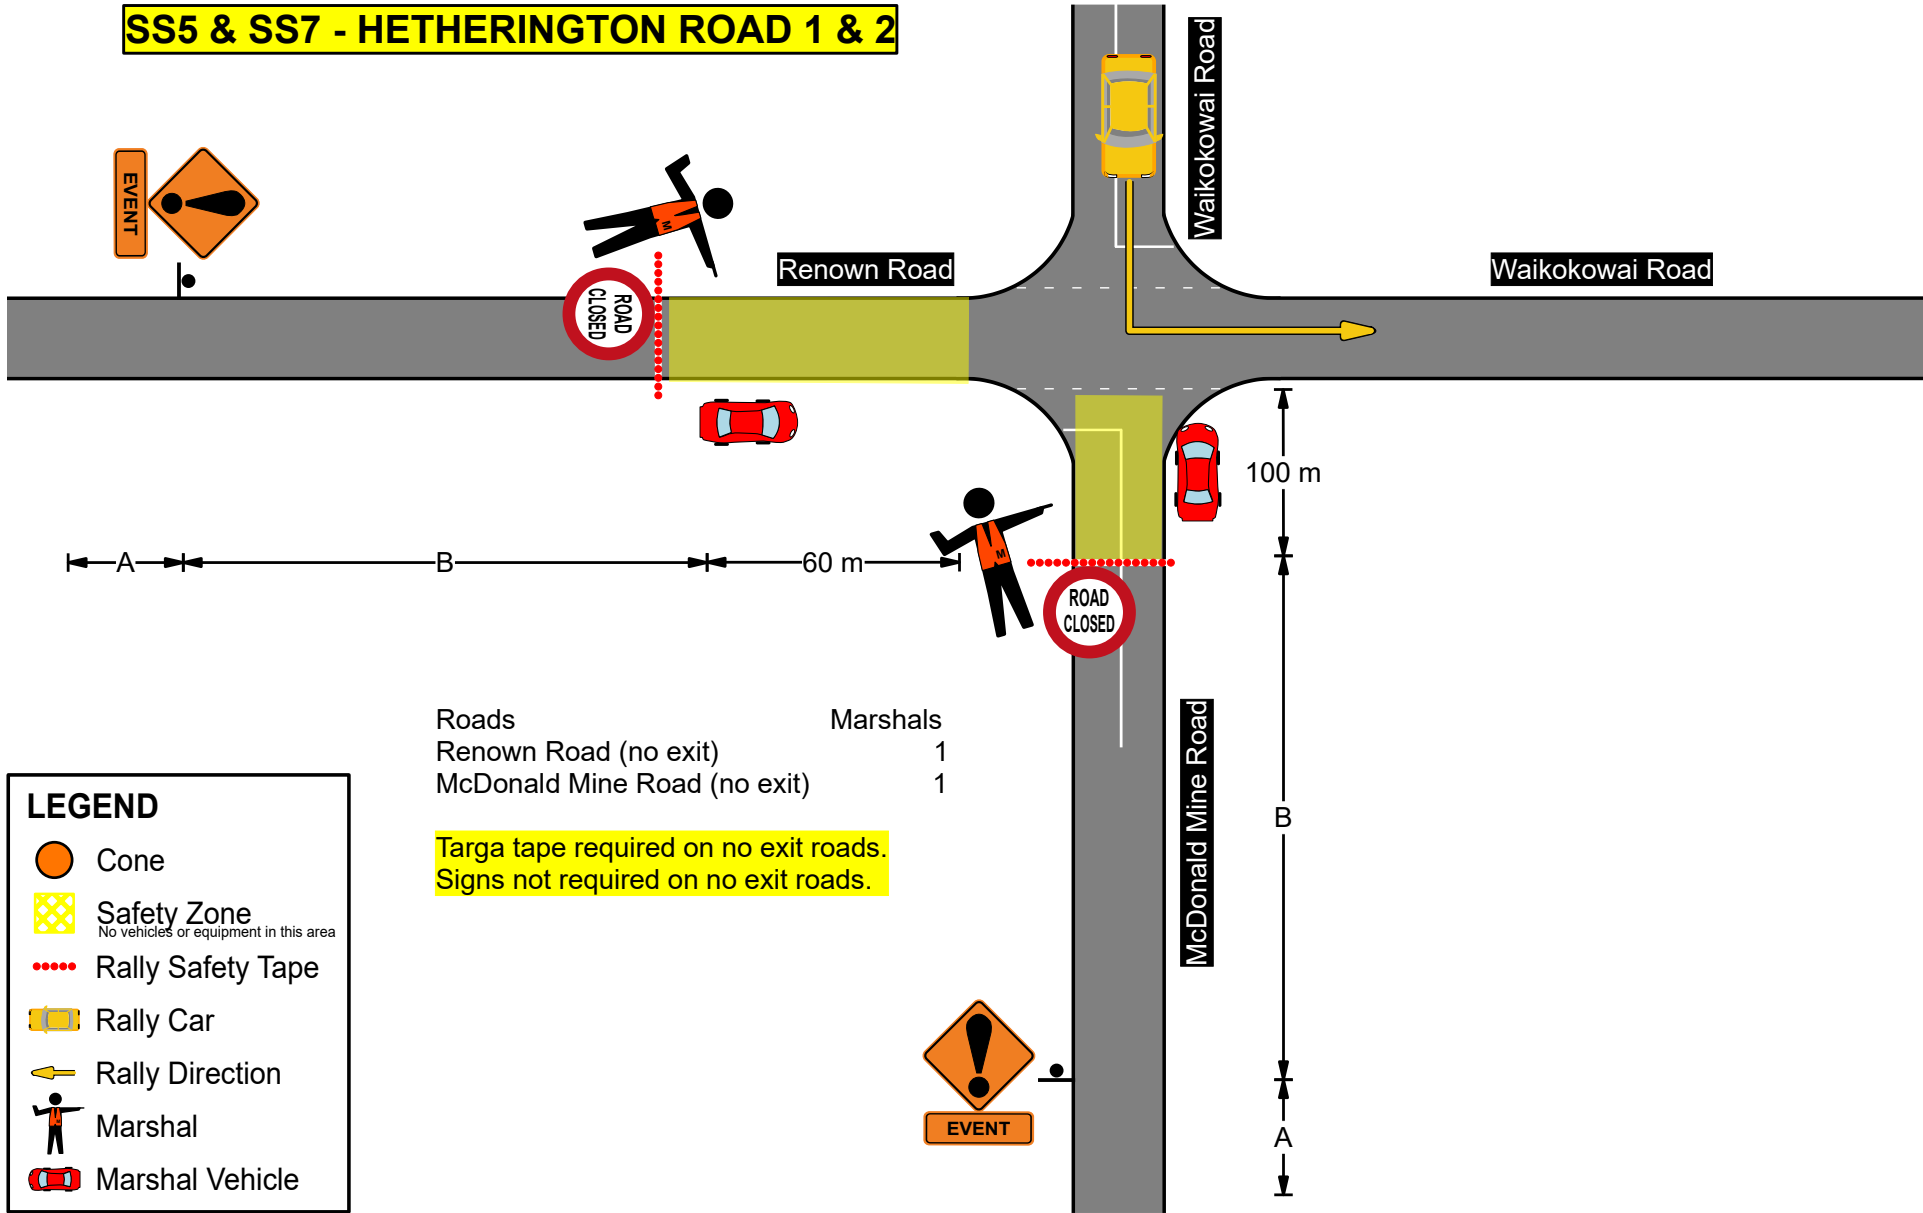 SS5 & SS7 - HETHERINGTON ROAD 1 & 2
Waikokowai Road
EVENT
Renown Road
Waikokowai Road
ROAD
CLOSED
M
100 m
A
B
60 m
M
ROAD
CLOSED
Roads Marshals
Renown Road (no exit) 1
McDonald Mine Road (no exit) 1
McDonald Mine Road
B
Targa tape required on no exit roads.
Signs not required on no exit roads.
LEGEND
Cone
Safety Zone
No vehicles or equipment in this area
Rally Safety Tape
Rally Car
Rally Direction
Marshal
Marshal Vehicle
EVENT
A